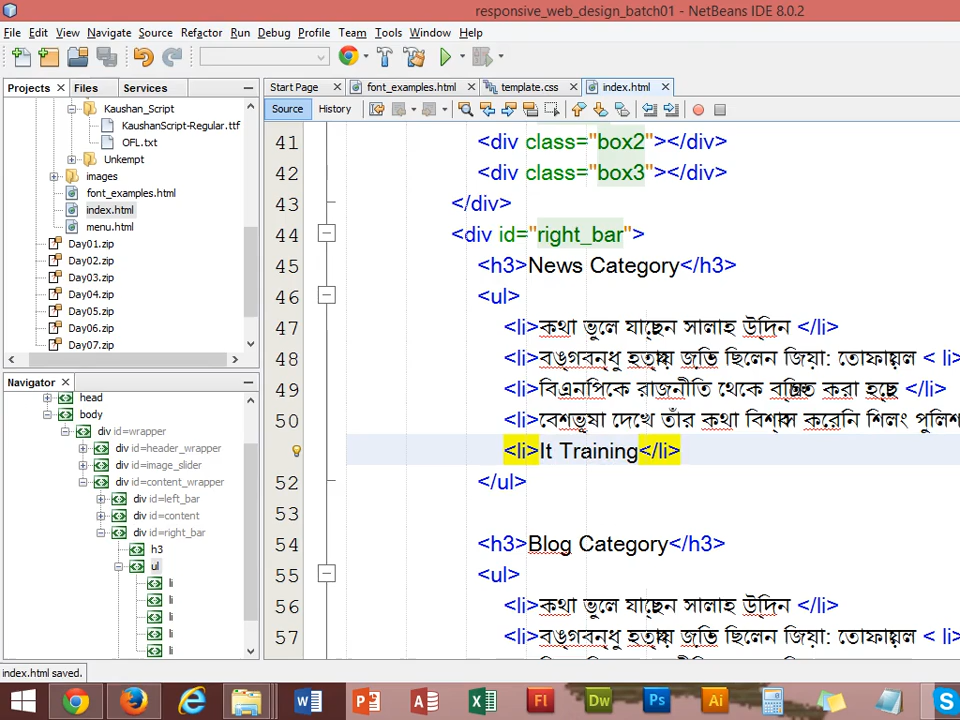 responsive_web_design_batch01 - NetBeans IDE 8.0.2
File Edit View Navigate Source Refactor Run Debug Profile Team Tools Window Help
Projects Files Services
Start Page font_examples.html template.css index.html
Source History
Kaushan_Script
KaushanScript-Regular.ttf
OFL.txt
Unkempt
images
font_examples.html
index.html
menu.html
Day01.zip
Day02.zip
Day03.zip
Day04.zip
Day05.zip
Day06.zip
Day07.zip
Navigator
head
body
div id=wrapper
div id=header_wrapper
div id=image_slider
div id=content_wrapper
div id=left_bar
div id=content
div id=right_bar
h3
ul
li
li
li
li
li
41 <div class="box2"></div>
42 <div class="box3"></div>
43 </div>
44 <div id="right_bar">
45 <h3>News Category</h3>
46 <ul>
47 <li>কথা ভুলে যাচ্ছেন সালাহ উদ্দিন </li>
48 <li>বঙ্গবন্ধু হত্যায় জড়িত ছিলেন জিয়া: তোফায়েল < li>
49 <li>বিএনপিকে রাজনীতি থেকে বঞ্চিত করা হচ্ছে </li>
50 <li>বেশভূষা দেখে তাঁর কথা বিশ্বাস করেনি শিলং পুলিশ
<li>It Training</li>
52 </ul>
53
54 <h3>Blog Category</h3>
55 <ul>
56 <li>কথা ভুলে যাচ্ছেন সালাহ উদ্দিন </li>
57 <li>বঙ্গবন্ধু হত্যায় জড়িত ছিলেন জিয়া: তোফায়েল < li>
index.html saved.